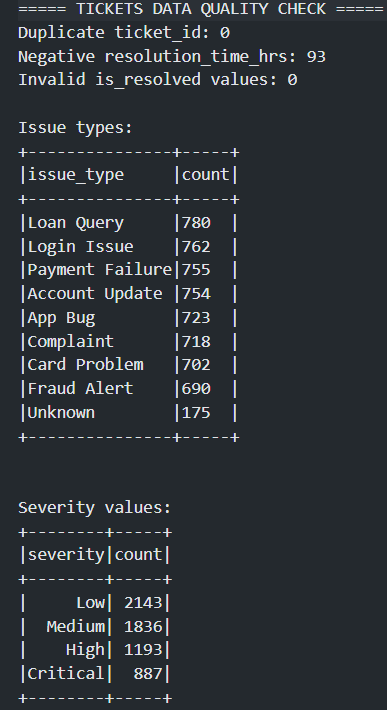 ===== TICKETS DATA QUALITY CHECK =====
Duplicate ticket_id: 0
Negative resolution_time_hrs: 93
Invalid is_resolved values: 0

Issue types:
+---------------+-----+
|issue_type     |count|
+---------------+-----+
|Loan Query     |780  |
|Login Issue    |762  |
|Payment Failure|755  |
|Account Update |754  |
|App Bug        |723  |
|Complaint      |718  |
|Card Problem   |702  |
|Fraud Alert    |690  |
|Unknown        |175  |
+---------------+-----+

Severity values:
+--------+-----+
|severity|count|
+--------+-----+
|     Low| 2143|
|  Medium| 1836|
|    High| 1193|
|Critical|  887|
+--------+-----+